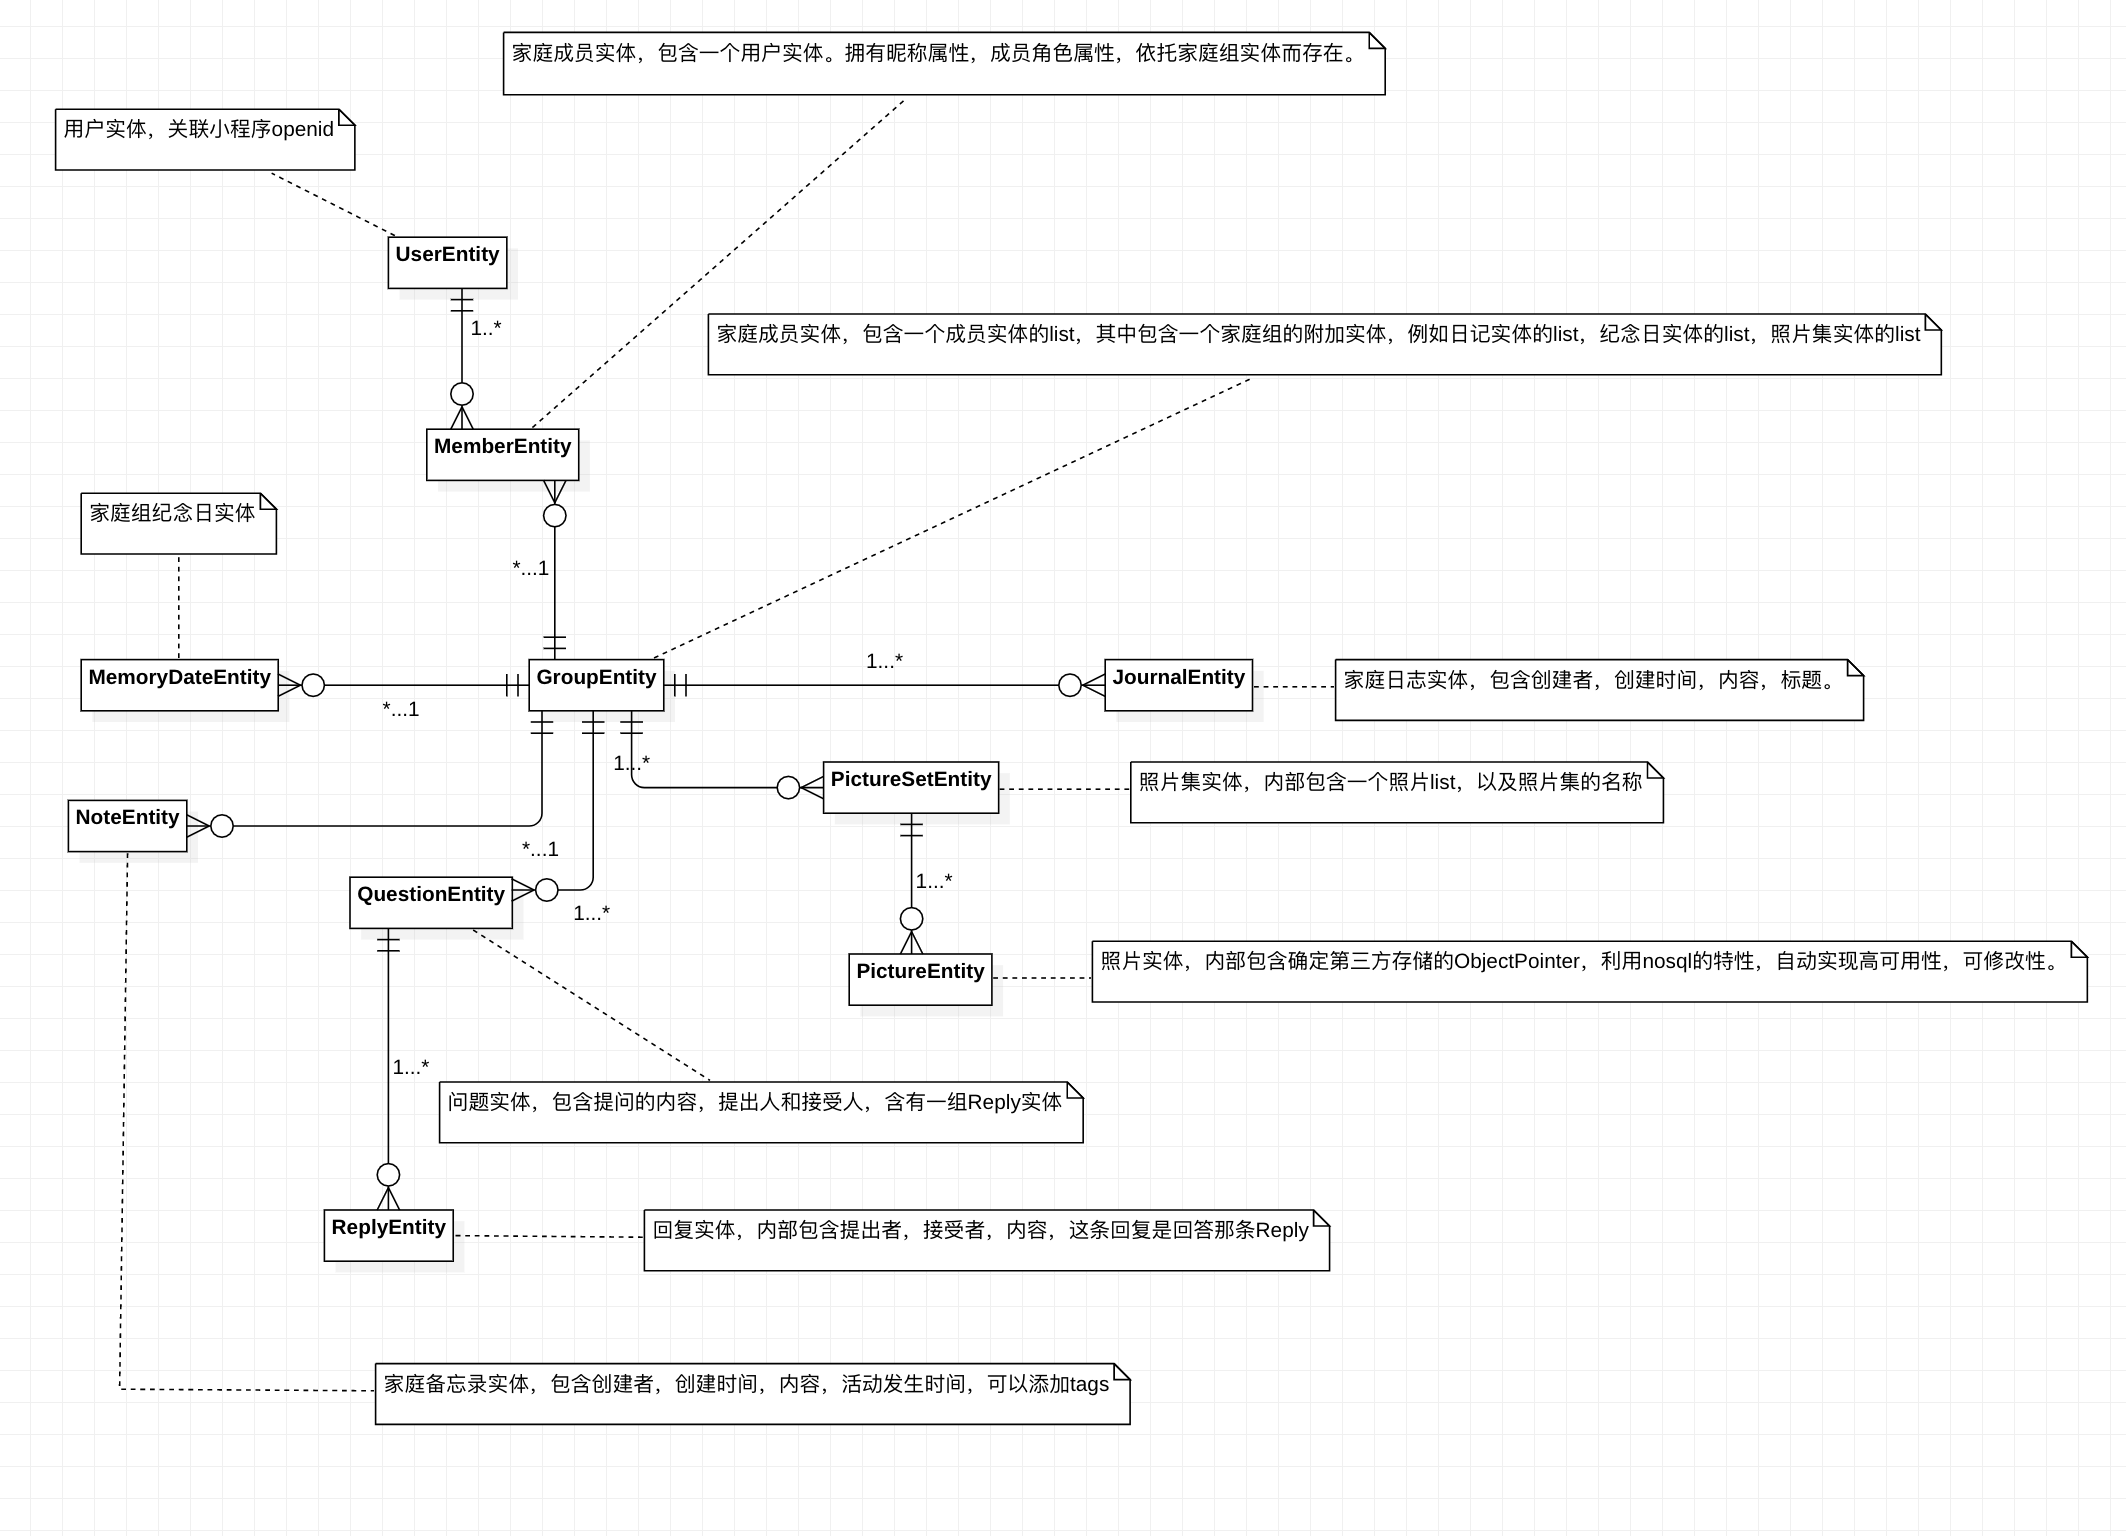 家庭成员实体，包含一个用户实体。拥有昵称属性，成员角色属性，依托家庭组实体而存在。
用户实体，关联小程序openid
UserEntity
1..*
家庭成员实体，包含一个成员实体的list，其中包含一个家庭组的附加实体，例如日记实体的list，纪念日实体的list，照片集实体的list
MemberEntity
家庭组纪念日实体
*...1
1...*
MemoryDateEntity
GroupEntity
JournalEntity
家庭日志实体，包含创建者，创建时间，内容，标题。
*...1
1...*
PictureSetEntity
照片集实体，内部包含一个照片list，以及照片集的名称
NoteEntity
*...1
QuestionEntity
1...*
1...*
PictureEntity
照片实体，内部包含确定第三方存储的ObjectPointer，利用nosql的特性，自动实现高可用性，可修改性。
1...*
问题实体，包含提问的内容，提出人和接受人，含有一组Reply实体
ReplyEntity
回复实体，内部包含提出者，接受者，内容，这条回复是回答那条Reply
家庭备忘录实体，包含创建者，创建时间，内容，活动发生时间，可以添加tags